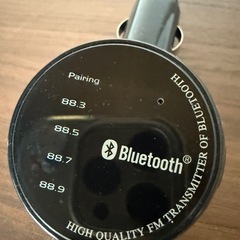 Pairing
88.3
88.5
88.7
88.9
Bluetooth®
HIGH QUALITY FM TRANSMITTER OF BLUETOOTH